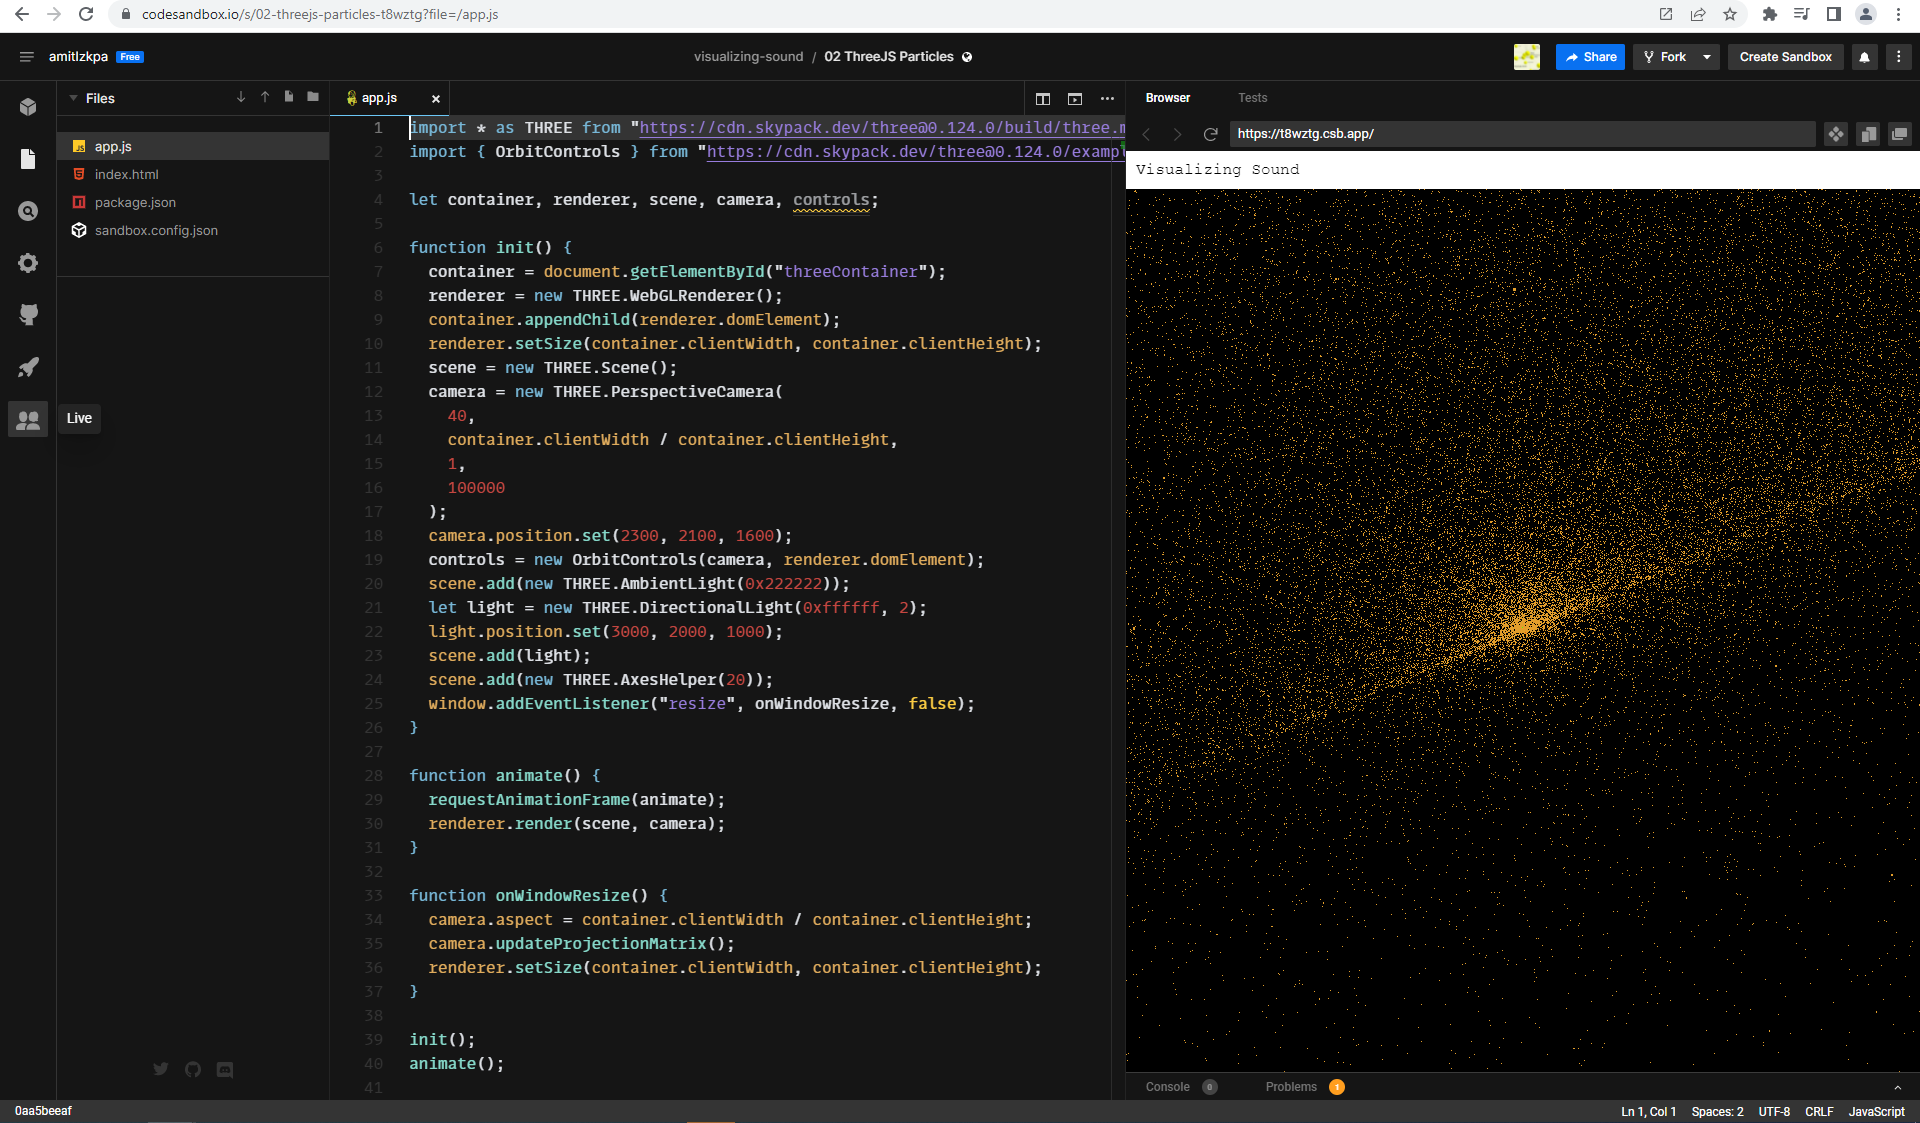 codesandbox.io/s/02-threejs-particles-t8wztg?file=/app.js
amitlzkpa Free
visualizing-sound / 02 ThreeJS Particles
Share
Fork
Create Sandbox
Files
app.js
index.html
package.json
sandbox.config.json
Live
app.js
1 import * as THREE from "https://cdn.skypack.dev/three@0.124.0/build/three.m
2 import { OrbitControls } from "https://cdn.skypack.dev/three@0.124.0/exampl
3
4 let container, renderer, scene, camera, controls;
5
6 function init() {
7 container = document.getElementById("threeContainer");
8 renderer = new THREE.WebGLRenderer();
9 container.appendChild(renderer.domElement);
10 renderer.setSize(container.clientWidth, container.clientHeight);
11 scene = new THREE.Scene();
12 camera = new THREE.PerspectiveCamera(
13 40,
14 container.clientWidth / container.clientHeight,
15 1,
16 100000
17 );
18 camera.position.set(2300, 2100, 1600);
19 controls = new OrbitControls(camera, renderer.domElement);
20 scene.add(new THREE.AmbientLight(0x222222));
21 let light = new THREE.DirectionalLight(0xffffff, 2);
22 light.position.set(3000, 2000, 1000);
23 scene.add(light);
24 scene.add(new THREE.AxesHelper(20));
25 window.addEventListener("resize", onWindowResize, false);
26 }
27
28 function animate() {
29 requestAnimationFrame(animate);
30 renderer.render(scene, camera);
31 }
32
33 function onWindowResize() {
34 camera.aspect = container.clientWidth / container.clientHeight;
35 camera.updateProjectionMatrix();
36 renderer.setSize(container.clientWidth, container.clientHeight);
37 }
38
39 init();
40 animate();
41
Browser Tests
https://t8wztg.csb.app/
Visualizing Sound
Console 0 Problems 1
0aa5beeaf
Ln 1, Col 1 Spaces: 2 UTF-8 CRLF JavaScript